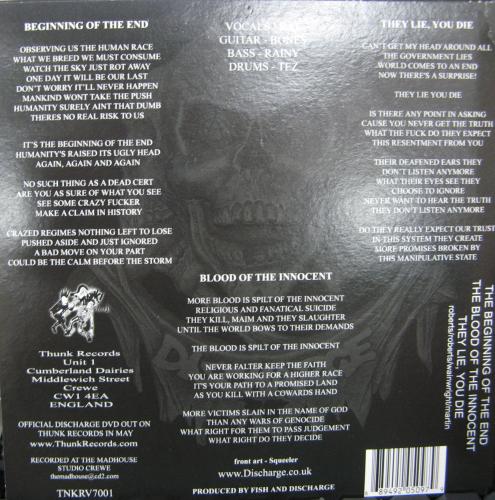 BEGINNING OF THE END
OBSERVING US THE HUMAN RACE
WHAT WE BREED WE MUST CONSUME
WATCH THE SKY JUST ROT AWAY
ONE DAY IT WILL BE OUR LAST
DON'T WORRY IT'LL NEVER HAPPEN
MANKIND WONT TAKE THE PUSH
HUMANITY SURELY AINT THAT DUMB
THERES NO REAL RISK TO US
IT'S THE BEGINNING OF THE END
HUMANITY'S RAISED ITS UGLY HEAD
AGAIN, AGAIN AND AGAIN
NO SUCH THING AS A DEAD CERT
ARE YOU AS SURE OF WHAT YOU SEE
SEE SOME CRAZY FUCKER
MAKE A CLAIM IN HISTORY
CRAZED REGIMES NOTHING LEFT TO LOSE
PUSHED ASIDE AND JUST IGNORED
A BAD MOVE ON YOUR PART
COULD BE THE CALM BEFORE THE STORM
Thunk Records
Unit 1
Cumberland Dairies
Middlewich Street
Crewe
CW1 4EA
ENGLAND
OFFICIAL DISCHARGE DVD OUT ON
THUNK RECORDS IN MAY
www.ThunkRecords.com
RECORDED AT THE MADHOUSE
STUDIO CREWE
themadhouse@cd2.com
TNKRV7001
VOCALS
GUITAR - BONES
BASS - RAINY
DRUMS - TEZ
BLOOD OF THE INNOCENT
MORE BLOOD IS SPILT OF THE INNOCENT
RELIGIOUS AND FANATICAL SUICIDE
THEY KILL, MAIM AND THEY SLAUGHTER
UNTIL THE WORLD BOWS TO THEIR DEMANDS
THE BLOOD IS SPILT OF THE INNOCENT
NEVER FALTER KEEP THE FAITH
YOU ARE WORKING FOR A HIGHER RACE
IT'S YOUR PATH TO A PROMISED LAND
AS YOU KILL WITH A COWARDS HAND
MORE VICTIMS SLAIN IN THE NAME OF GOD
THAN ANY WARS OF GENOCIDE
WHAT RIGHT FOR THEM TO PASS JUDGEMENT
WHAT RIGHT DO THEY DECIDE
front art - Squeeler
www.Discharge.co.uk
PRODUCED BY FISH AND DISCHARGE
THEY LIE, YOU DIE
CAN'T GET MY HEAD AROUND ALL
THE GOVERNMENT LIES
WORLD COMES TO AN END
NOW THERE'S A SURPRISE!
THEY LIE YOU DIE
IS THERE ANY POINT IN ASKING
CAUSE YOU NEVER GET THE TRUTH
WHAT THE FUCK DO THEY EXPECT
THIS RESENTMENT FROM YOU
THEIR DEAFENED EARS THEY
DON'T LISTEN ANYMORE
WHAT THEIR EYES SEE THEY
CHOOSE TO IGNORE
NEVER WANT TO HEAR THE TRUTH
THEY DON'T LISTEN ANYMORE
DO THEY REALLY EXPECT OUR TRUST
IN THIS SYSTEM THEY CREATE
MORE PROMISES BROKEN BY
THIS MANIPULATIVE STATE
THE BEGINNING OF THE END
THE BLOOD OF THE INNOCENT
THEY LIE, YOU DIE
roberts/roberts/wainwright/martin
89492 05097 9